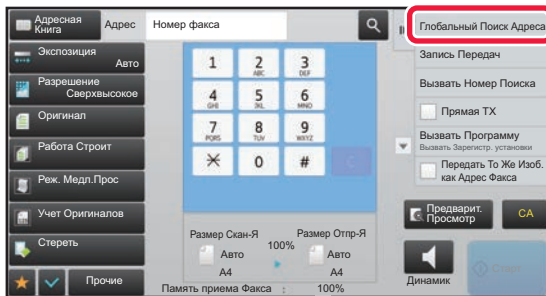 Адресная
Книга
Адрес
Номер факса
Глобальный Поиск Адреса
Экспозиция
Авто
Разрешение
Сверхвысокое
Оригинал
Работа Строит
Реж. Медл.Прос
Учет Оригиналов
Стереть
Прочие
1
2 ABC
3 DEF
4 GHI
5 JKL
6 MNO
7 PQRS
8 TUV
9 WXYZ
0
#
C
Запись Передач
Вызвать Номер Поиска
Прямая TX
Вызвать Программу
Вызвать Зарегистр. установки
Передать То Же Изоб.
как Адрес Факса
Предварит.
Просмотр
CA
Размер Скан-Я
100%
Размер Отпр-Я
Авто
A4
Авто
A4
Память приема Факса : 100%
Динамик